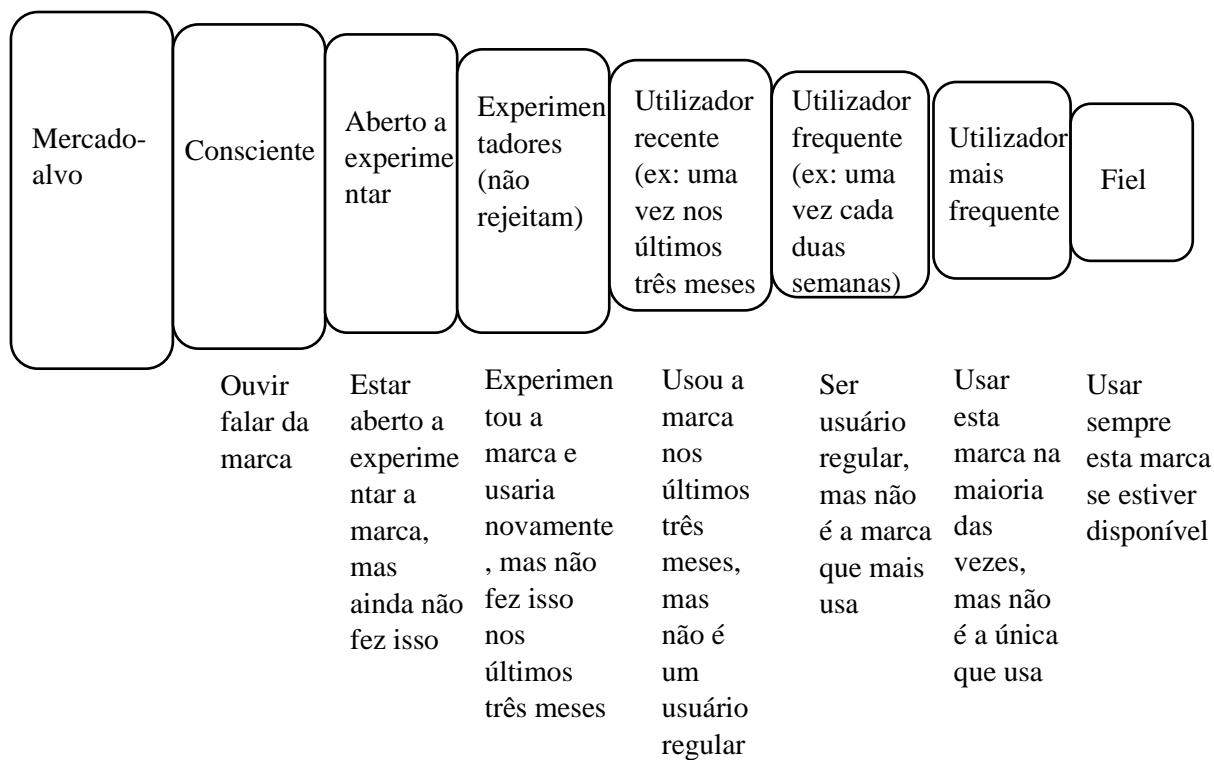 Mercado-
alvo
Consciente
Aberto a
experime
ntar
Experimen
tadores
(não
rejeitam)
Utilizador
recente
(ex: uma
vez nos
últimos
três meses
Utilizador
frequente
(ex: uma
vez cada
duas
semanas)
Utilizador
mais
frequente
Fiel
Ouvir
falar da
marca
Estar
aberto a
experime
ntar a
marca,
mas
ainda não
fez isso
Experimen
tou a
marca e
usaria
novamente
, mas não
fez isso
nos
últimos
três meses
Usou a
marca
nos
últimos
três
meses,
mas
não é
um
usuário
regular
Ser
usuário
regular,
mas não
é a marca
que mais
usa
Usar
esta
marca na
maioria
das
vezes,
mas não
é a única
que usa
Usar
sempre
esta marca
se estiver
disponível